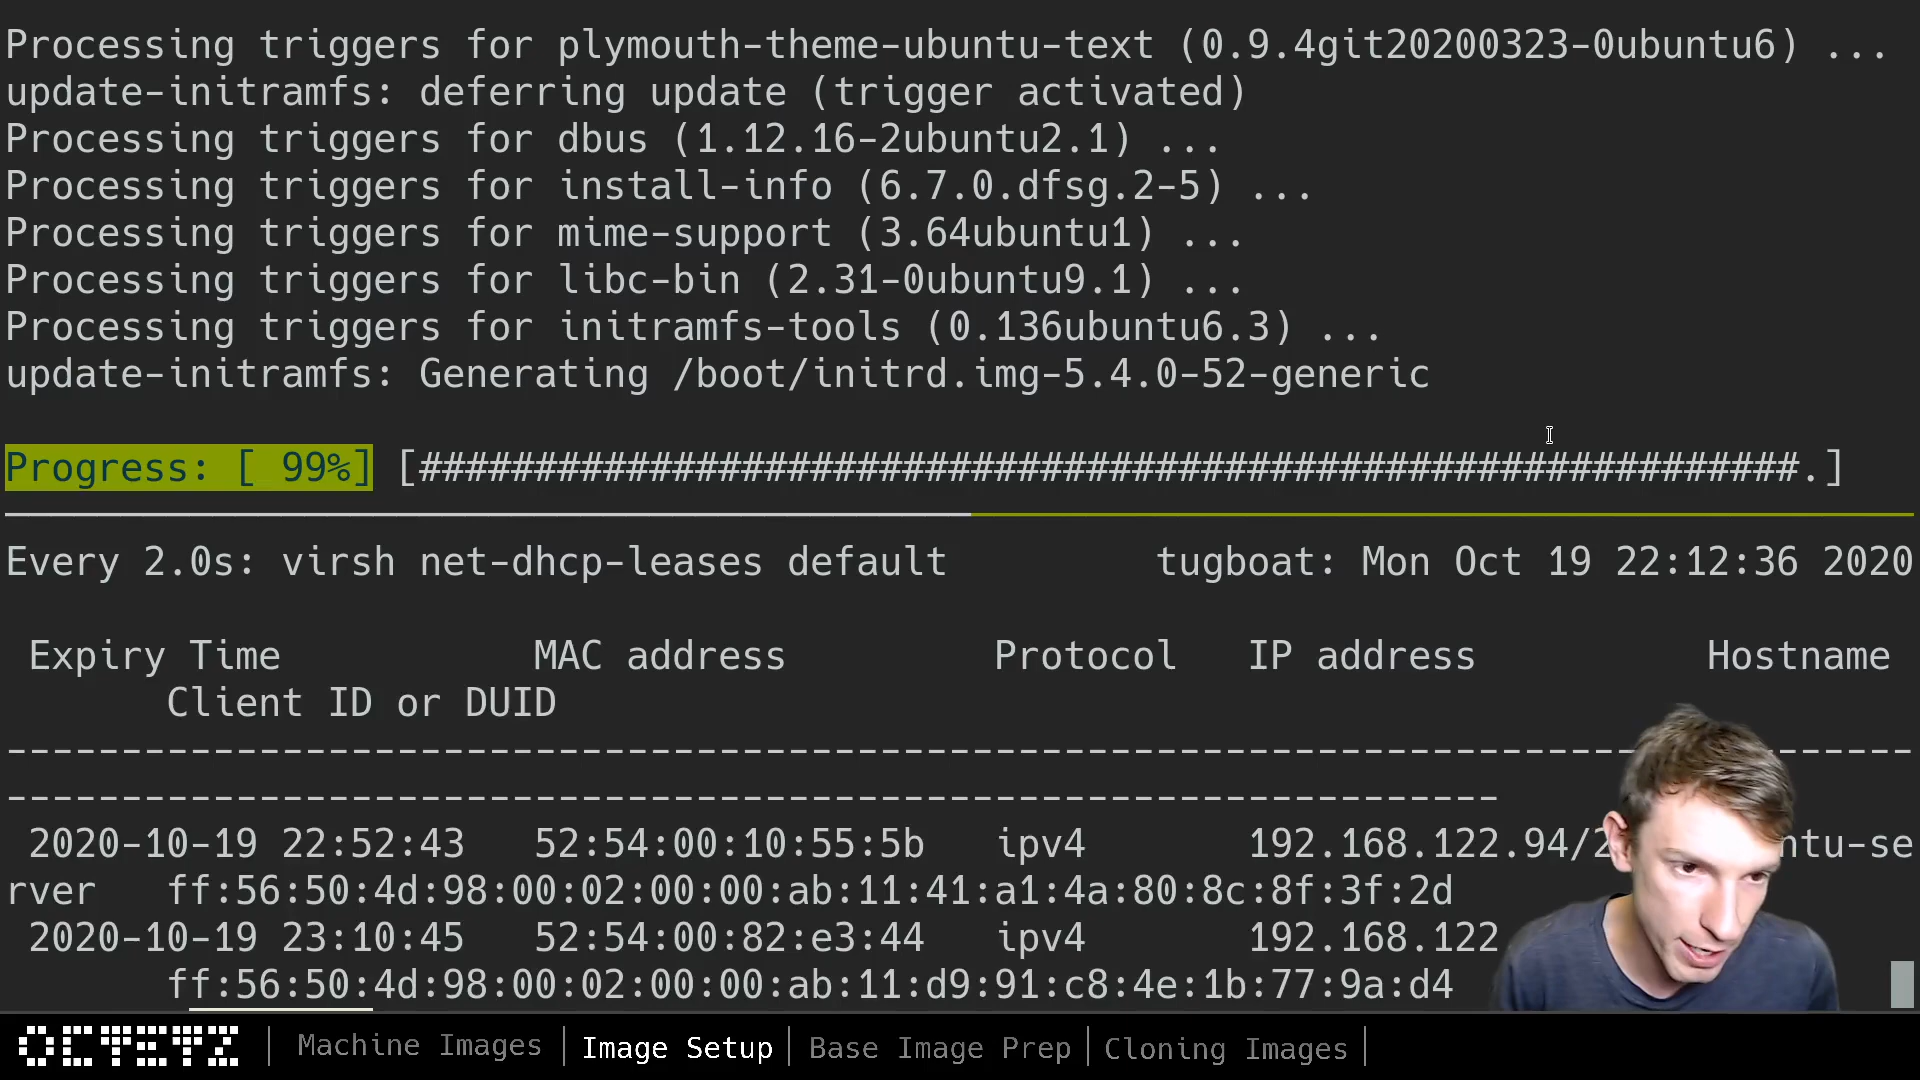 Processing triggers for plymouth-theme-ubuntu-text (0.9.4git20200323-0ubuntu6) ...
update-initramfs: deferring update (trigger activated)
Processing triggers for dbus (1.12.16-2ubuntu2.1) ...
Processing triggers for install-info (6.7.0.dfsg.2-5) ...
Processing triggers for mime-support (3.64ubuntu1) ...
Processing triggers for libc-bin (2.31-0ubuntu9.1) ...
Processing triggers for initramfs-tools (0.136ubuntu6.3) ...
update-initramfs: Generating /boot/initrd.img-5.4.0-52-generic
Progress: [ 99%] [############################################################.]
Every 2.0s: virsh net-dhcp-leases default tugboat: Mon Oct 19 22:12:36 2020
Expiry Time MAC address Protocol IP address Hostname
Client ID or DUID
-----------------------------------------------------------------------------------
-----------------------------------------------------------------
2020-10-19 22:52:43 52:54:00:10:55:5b ipv4 192.168.122.94/2 ntu-se
rver ff:56:50:4d:98:00:02:00:00:ab:11:41:a1:4a:80:8c:8f:3f:2d
2020-10-19 23:10:45 52:54:00:82:e3:44 ipv4 192.168.122
ff:56:50:4d:98:00:02:00:00:ab:11:d9:91:c8:4e:1b:77:9a:d4
OCTETZ | Machine Images | Image Setup | Base Image Prep | Cloning Images |